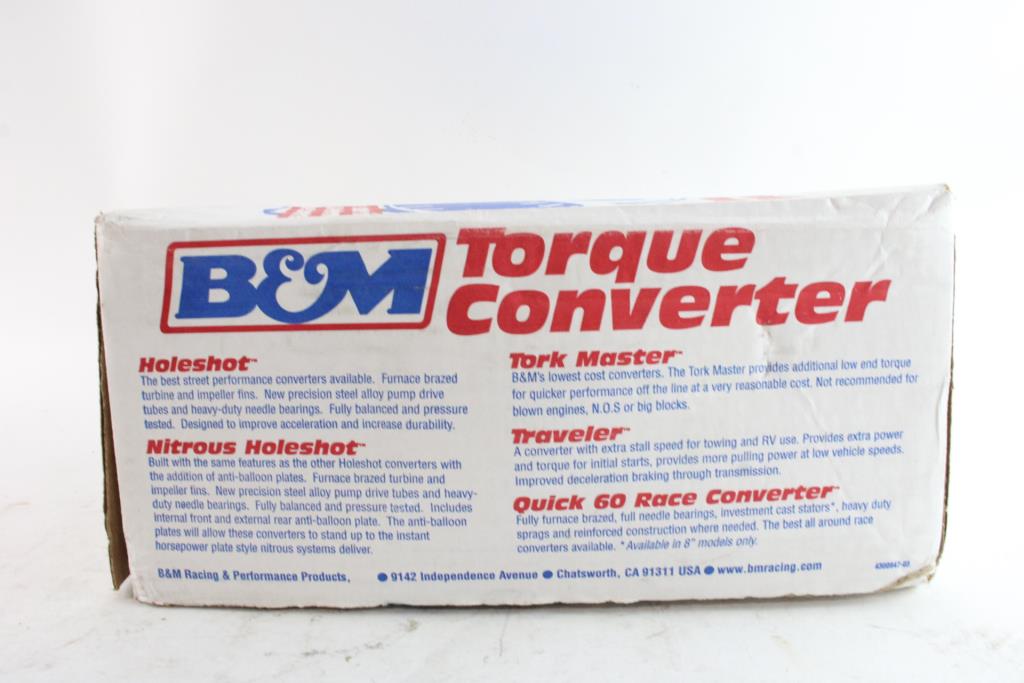 B&M
Torque
Converter
Holeshot™
The best street performance converters available. Furnace brazed
turbine and impeller fins. New precision steel alloy pump drive
tubes and heavy-duty needle bearings. Fully balanced and pressure
tested. Designed to improve acceleration and increase durability.
Nitrous Holeshot™
Built with the same features as the other Holeshot converters with
the addition of anti-balloon plates. Furnace brazed turbine and
impeller fins. New precision steel alloy pump drive tubes and heavy-
duty needle bearings. Fully balanced and pressure tested. Includes
internal front and external rear anti-balloon plate. The anti-balloon
plates will allow these converters to stand up to the instant
horsepower plate style nitrous systems deliver.
Tork Master™
B&M's lowest cost converters. The Tork Master provides additional low end torque
for quicker performance off the line at a very reasonable cost. Not recommended for
blown engines, N.O.S or big blocks.
Traveler™
A converter with extra stall speed for towing and RV use. Provides extra power
and torque for initial starts, provides more pulling power at low vehicle speeds.
Improved deceleration braking through transmission.
Quick 60 Race Converter™
Fully furnace brazed, full needle bearings, investment cast stators*, heavy duty
sprags and reinforced construction where needed. The best all around race
converters available. *Available in 8" models only.
B&M Racing & Performance Products, ● 9142 Independence Avenue ● Chatsworth, CA 91311 USA ● www.bmracing.com